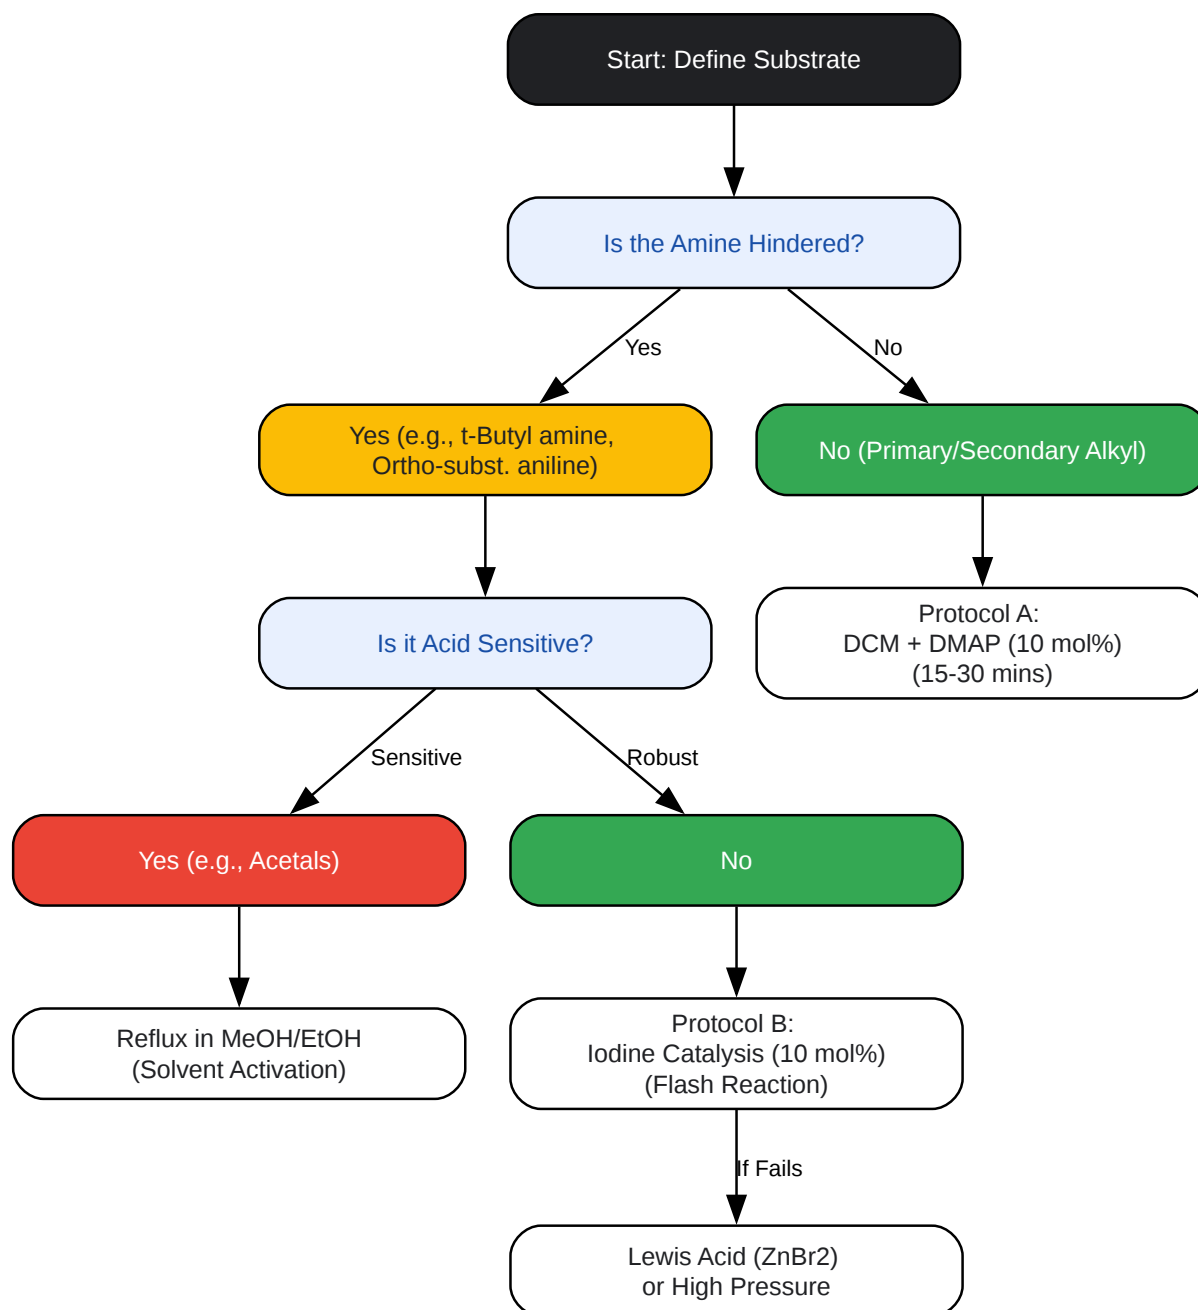 Start: Define Substrate
Is the Amine Hindered?
Yes
No
Yes (e.g., t-Butyl amine,
Ortho-subst. aniline)
No (Primary/Secondary Alkyl)
Is it Acid Sensitive?
Protocol A:
DCM + DMAP (10 mol%)
(15-30 mins)
Sensitive
Robust
Yes (e.g., Acetals)
No
Reflux in MeOH/EtOH
(Solvent Activation)
Protocol B:
Iodine Catalysis (10 mol%)
(Flash Reaction)
If Fails
Lewis Acid (ZnBr2)
or High Pressure